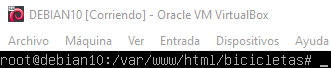 DEBIAN10 [Corriendo] - Oracle VM VirtualBox
Archivo Máquina Ver Entrada Dispositivos Ayuda
root@debian10:/var/www/html/bicicletas# _